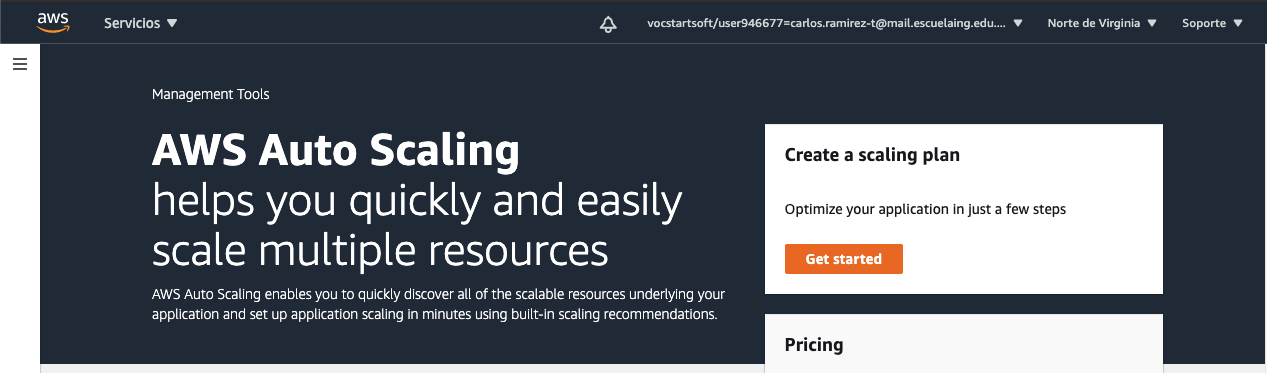 aws
Servicios
vocstartsoft/user946677=carlos.ramirez-t@mail.escuelaing.edu....
Norte de Virginia
Soporte
Management Tools
AWS Auto Scaling
helps you quickly and easily
scale multiple resources
AWS Auto Scaling enables you to quickly discover all of the scalable resources underlying your
application and set up application scaling in minutes using built-in scaling recommendations.
Create a scaling plan
Optimize your application in just a few steps
Get started
Pricing